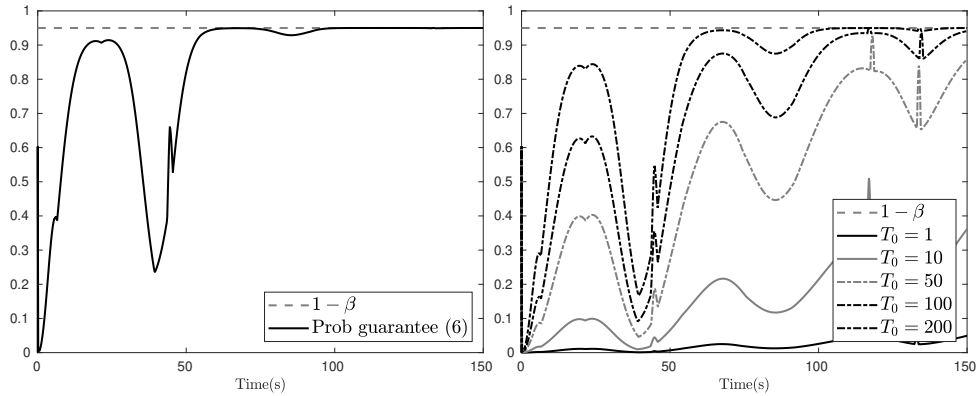 1
0.9
0.8
0.7
0.6
0.5
0.4
0.3
0.2
0.1
0
0 50 100 150
Time(s)
1 − β
Prob guarantee (6)
1
0.9
0.8
0.7
0.6
0.5
0.4
0.3
0.2
0.1
0
0 50 100 150
Time(s)
1 − β
T₀ = 1
T₀ = 10
T₀ = 50
T₀ = 100
T₀ = 200